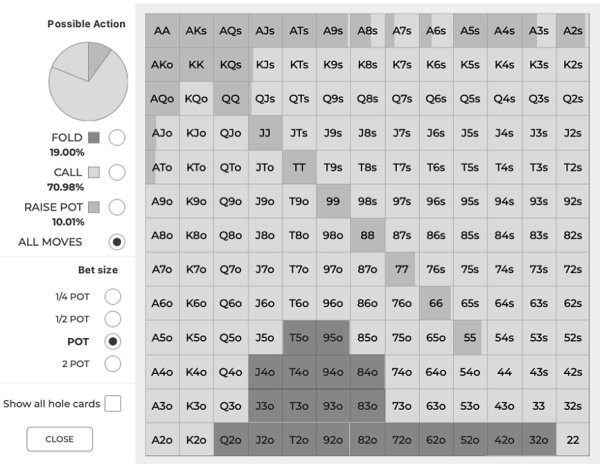 Possible Action
FOLD
19.00%
CALL
70.98%
RAISE POT
10.01%
ALL MOVES
Bet size
1/4 POT
1/2 POT
POT
2 POT
Show all hole cards
CLOSE
AA AKs AQs AJs ATs A9s A8s A7s A6s A5s A4s A3s A2s
AKo KK KQs KJs KTs K9s K8s K7s K6s K5s K4s K3s K2s
AQo KQo QQ QJs QTs Q9s Q8s Q7s Q6s Q5s Q4s Q3s Q2s
AJo KJo QJo JJ JTs J9s J8s J7s J6s J5s J4s J3s J2s
ATo KTo QTo JTo TT T9s T8s T7s T6s T5s T4s T3s T2s
A9o K9o Q9o J9o T9o 99 98s 97s 96s 95s 94s 93s 92s
A8o K8o Q8o J8o T8o 98o 88 87s 86s 85s 84s 83s 82s
A7o K7o Q7o J7o T7o 97o 87o 77 76s 75s 74s 73s 72s
A6o K6o Q6o J6o T6o 96o 86o 76o 66 65s 64s 63s 62s
A5o K5o Q5o J5o T5o 95o 85o 75o 65o 55 54s 53s 52s
A4o K4o Q4o J4o T4o 94o 84o 74o 64o 54o 44 43s 42s
A3o K3o Q3o J3o T3o 93o 83o 73o 63o 53o 43o 33 32s
A2o K2o Q2o J2o T2o 92o 82o 72o 62o 52o 42o 32o 22